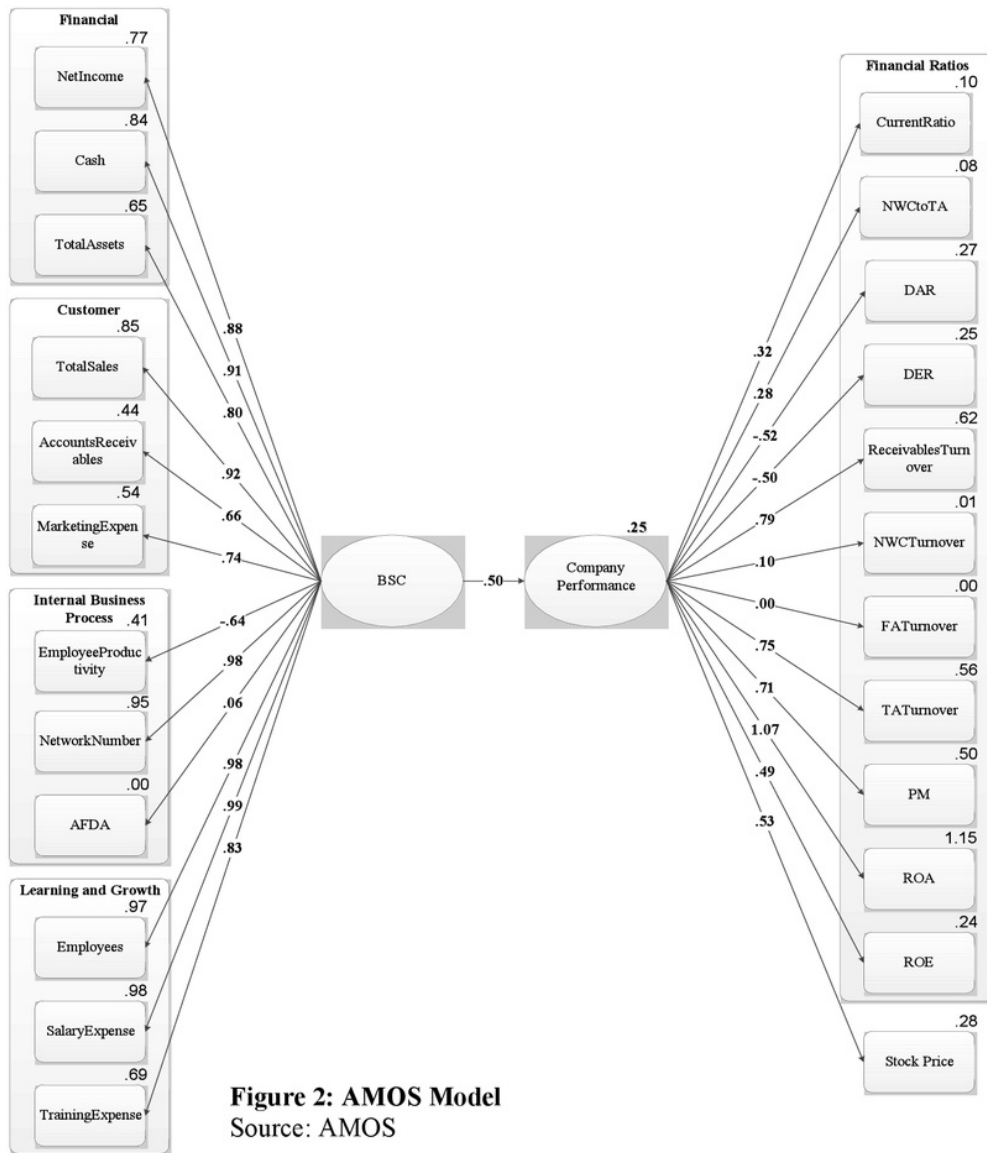 Financial
.77
NetIncome
.84
Cash
.65
TotalAssets
Customer
.85
TotalSales
.44
AccountsReceiv
ables
.54
MarketingExpen
se
Internal Business
Process
.41
EmployeeProduc
tivity
.95
NetworkNumber
.00
AFDA
Learning and Growth
.97
Employees
.98
SalaryExpense
.69
TrainingExpense
.88
.91
.80
.92
.66
.74
-.64
.98
.06
.98
.99
.83
BSC
.50
.25
Company
Performance
.32
.28
-.52
-.50
.79
.10
.00
.75
.71
1.07
.49
.53
Financial Ratios
.10
CurrentRatio
.08
NWCtoTA
.27
DAR
.25
DER
.62
ReceivablesTurn
over
.01
NWCTurnover
.00
FATurnover
.56
TATurnover
.50
PM
1.15
ROA
.24
ROE
.28
Stock Price
Figure 2: AMOS Model
Source: AMOS